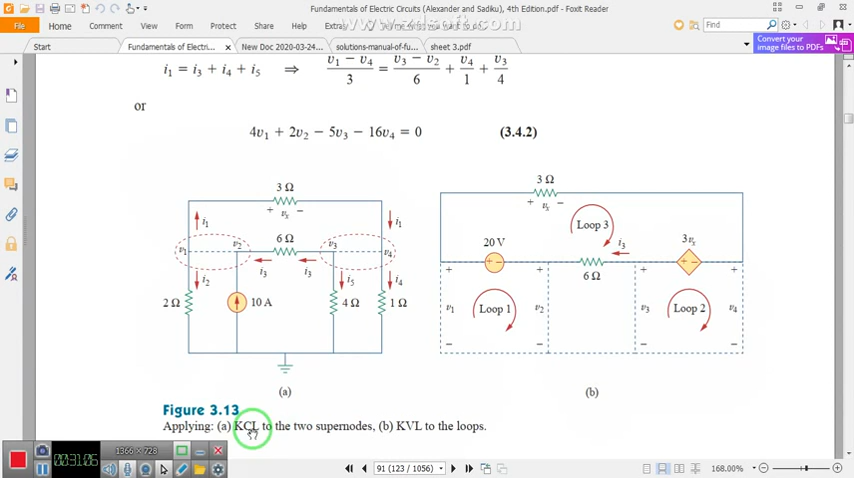 Fundamentals of Electric Circuits (Alexander and Sadiku), 4th Edition.pdf - Foxit Reader
File Home Comment View Form Protect Share Help Find
Start Fundamentals of Electri... × New Doc 2020-03-24... solutions-manual-of-fu... sheet 3.pdf
Convert your
image files to PDFs
i₁ = i₃ + i₄ + i₅ ⇒ (v₁ − v₄)/3 = (v₃ − v₂)/6 + v₄/1 + v₃/4
or
4v₁ + 2v₂ − 5v₃ − 16v₄ = 0 (3.4.2)
3 Ω
+ vₓ −
i₁ i₁
6 Ω
v₁ v₂ v₃ v₄
i₂ i₃ i₃ i₅ i₄
2 Ω 10 A 4 Ω 1 Ω
(a)
3 Ω
+ vₓ −
Loop 3
20 V i₃ 3vₓ
+ − + −
6 Ω
+ + + +
v₁ Loop 1 v₂ v₃ Loop 2 v₄
− − − −
(b)
Figure 3.13
Applying: (a) KCL to the two supernodes, (b) KVL to the loops.
1366 × 728
00:31:06
91 (123 / 1056)
168.00%